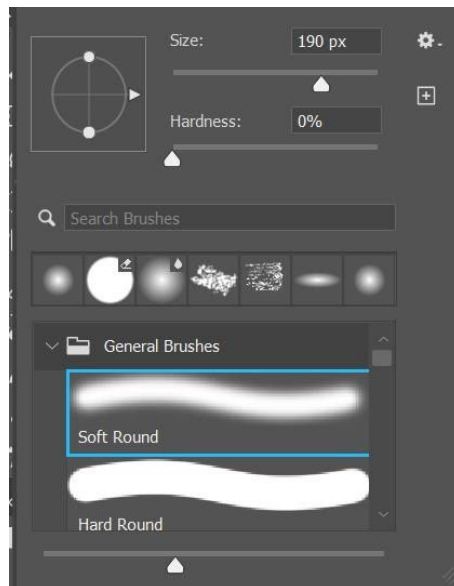 Size: 190 px
Hardness: 0%
Search Brushes
General Brushes
Soft Round
Hard Round